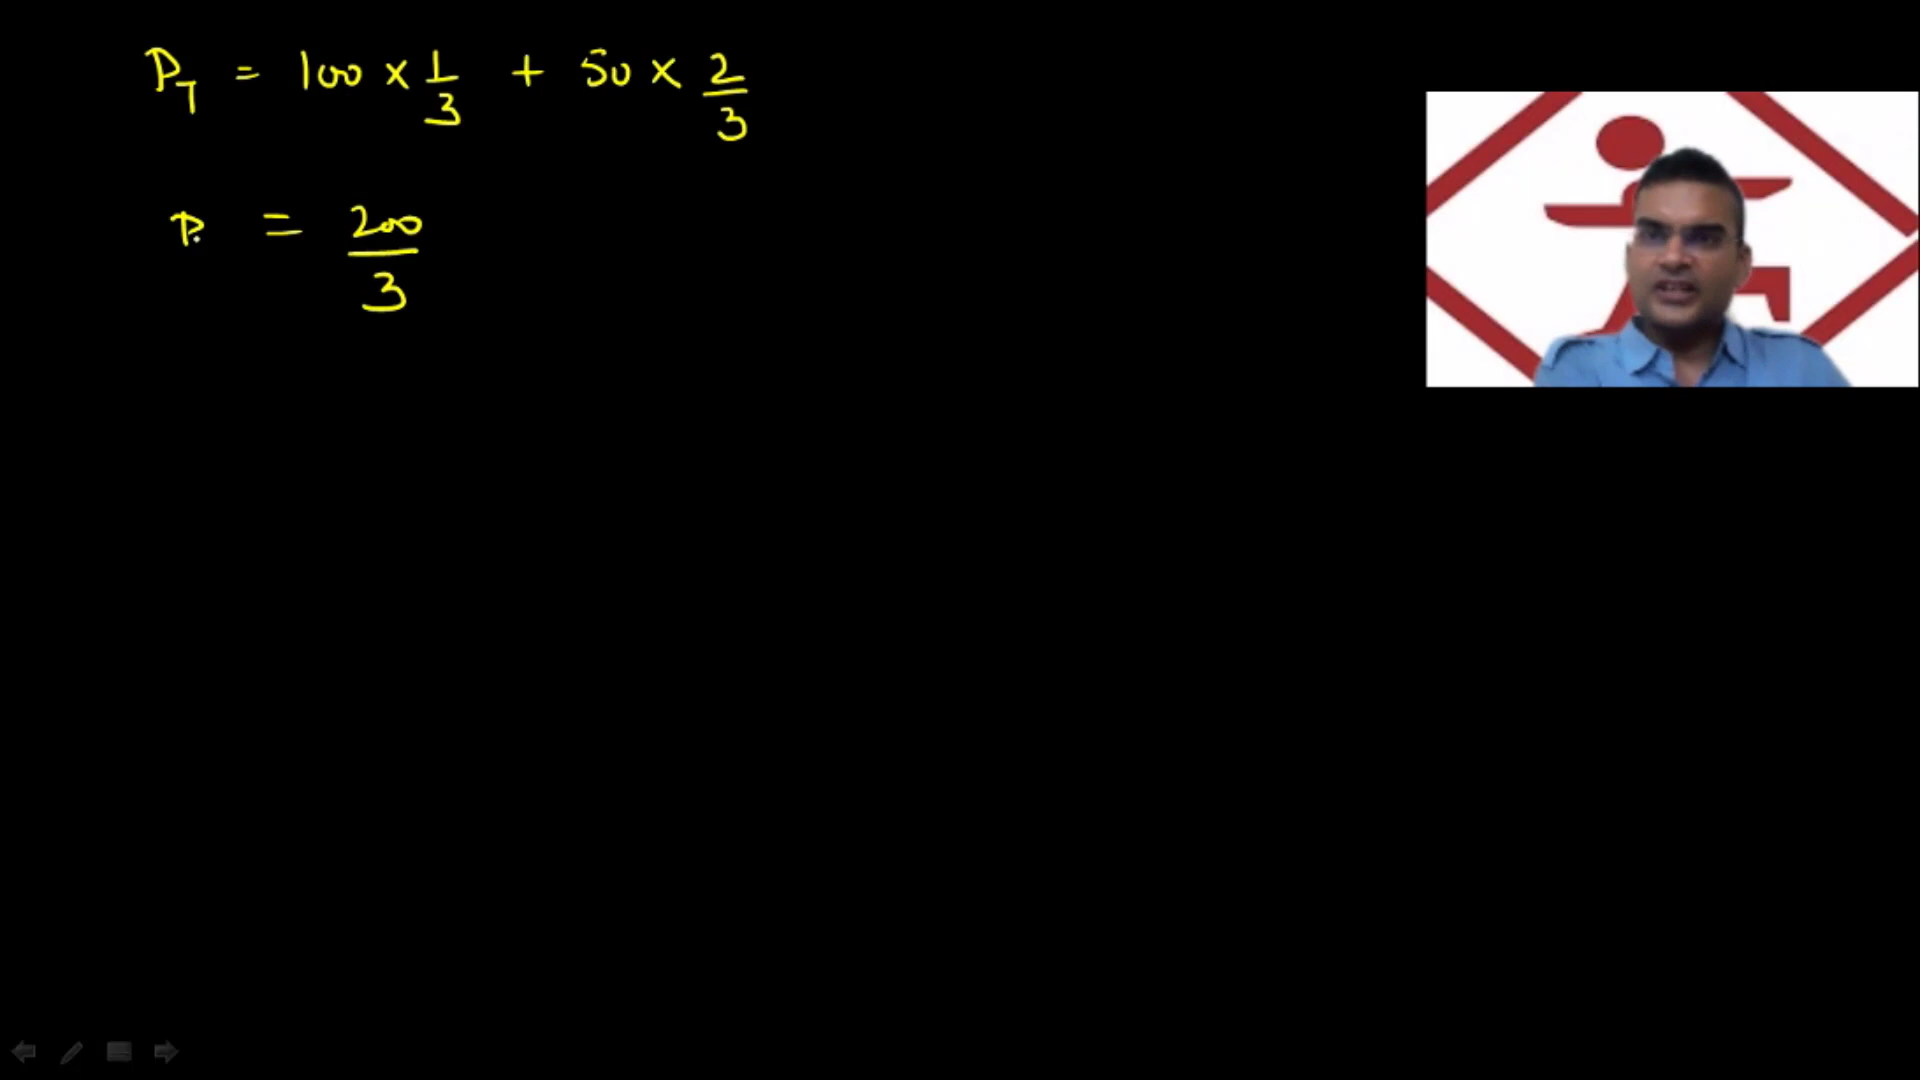 P_T = 100 × 1/3 + 50 × 2/3
P = 200/3